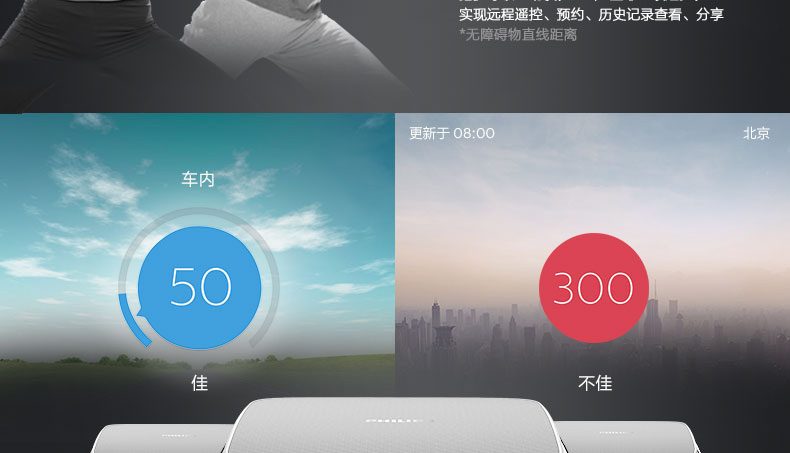 实现远程遥控、预约、历史记录查看、分享
*无障碍物直线距离
更新于 08:00
北京
车内
50
300
佳
不佳
PHILIPS